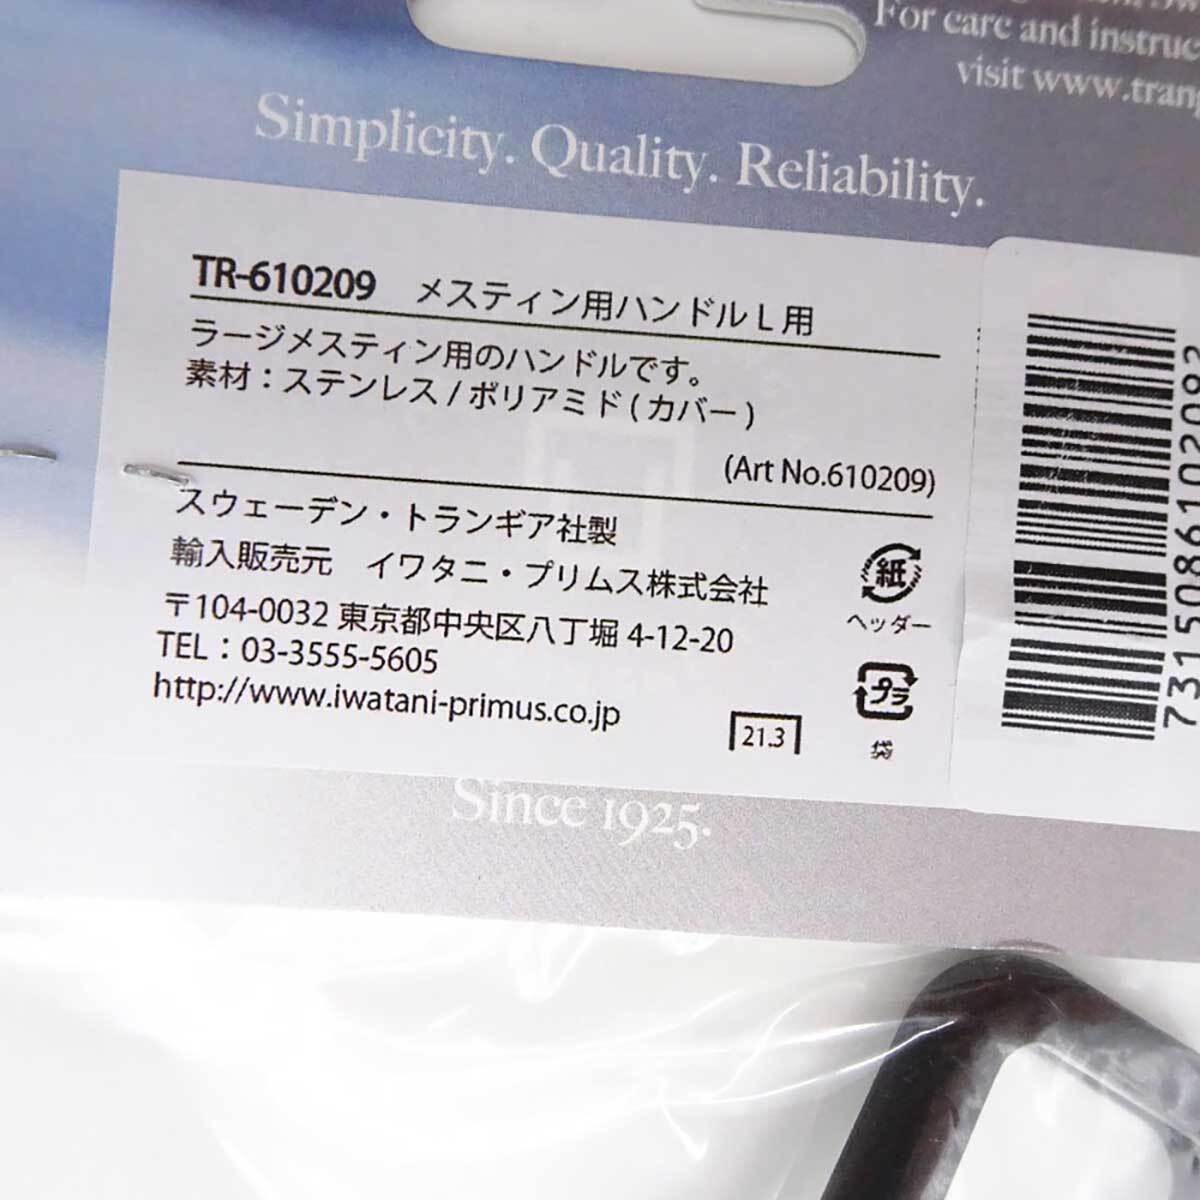 For care and
visit
Simplicity. Quality. Reliability.
TR-610209 メスティン用ハンドル L 用
ラージメスティン用のハンドルです。
素材：ステンレス / ポリアミド ( カバー )
(Art No.610209)
スウェーデン・トランギア社製
輸入販売元 イワタニ・プリムス株式会社
〒104-0032 東京都中央区八丁堀 4-12-20
TEL：03-3555-5605
http://www.iwatani-primus.co.jp
21.3
紙
ヘッダー
プラ
袋
7315086102092
Since 1925.